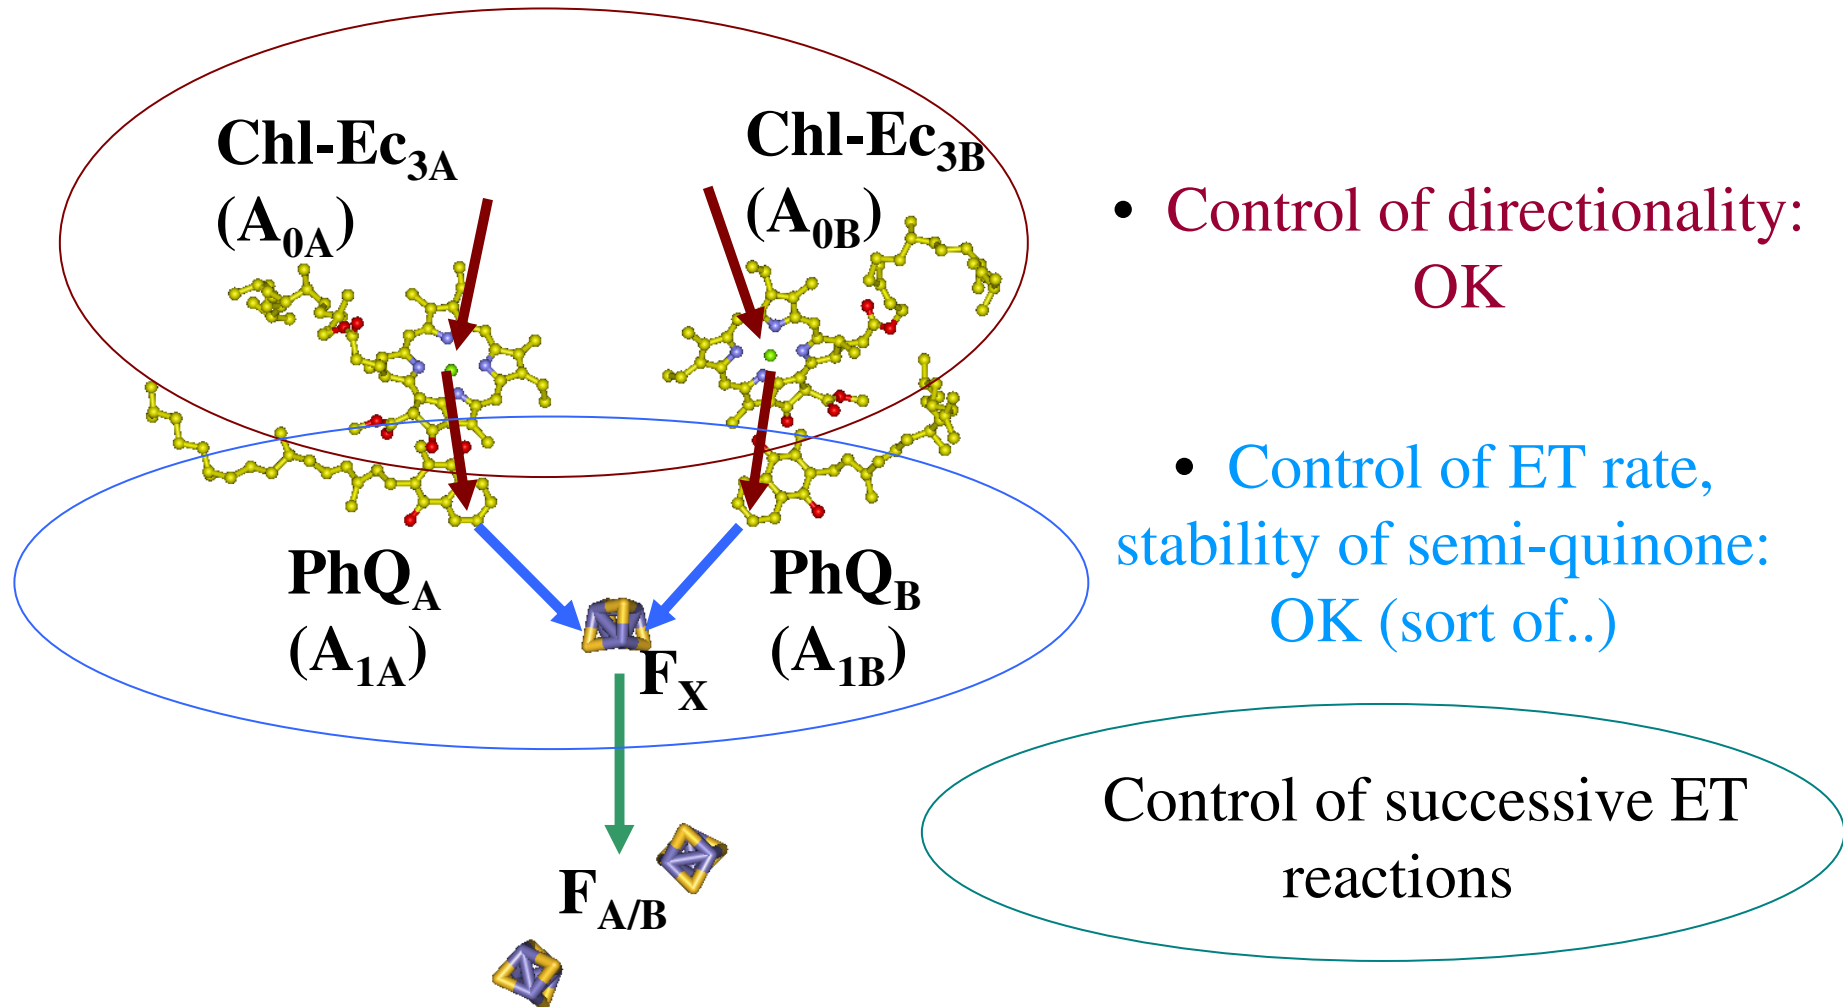 Chl-Ec3A
(A0A)
Chl-Ec3B
(A0B)
• Control of directionality:
OK
• Control of ET rate,
stability of semi-quinone:
OK (sort of..)
PhQA
(A1A)
PhQB
(A1B)
FX
FA/B
Control of successive ET
reactions